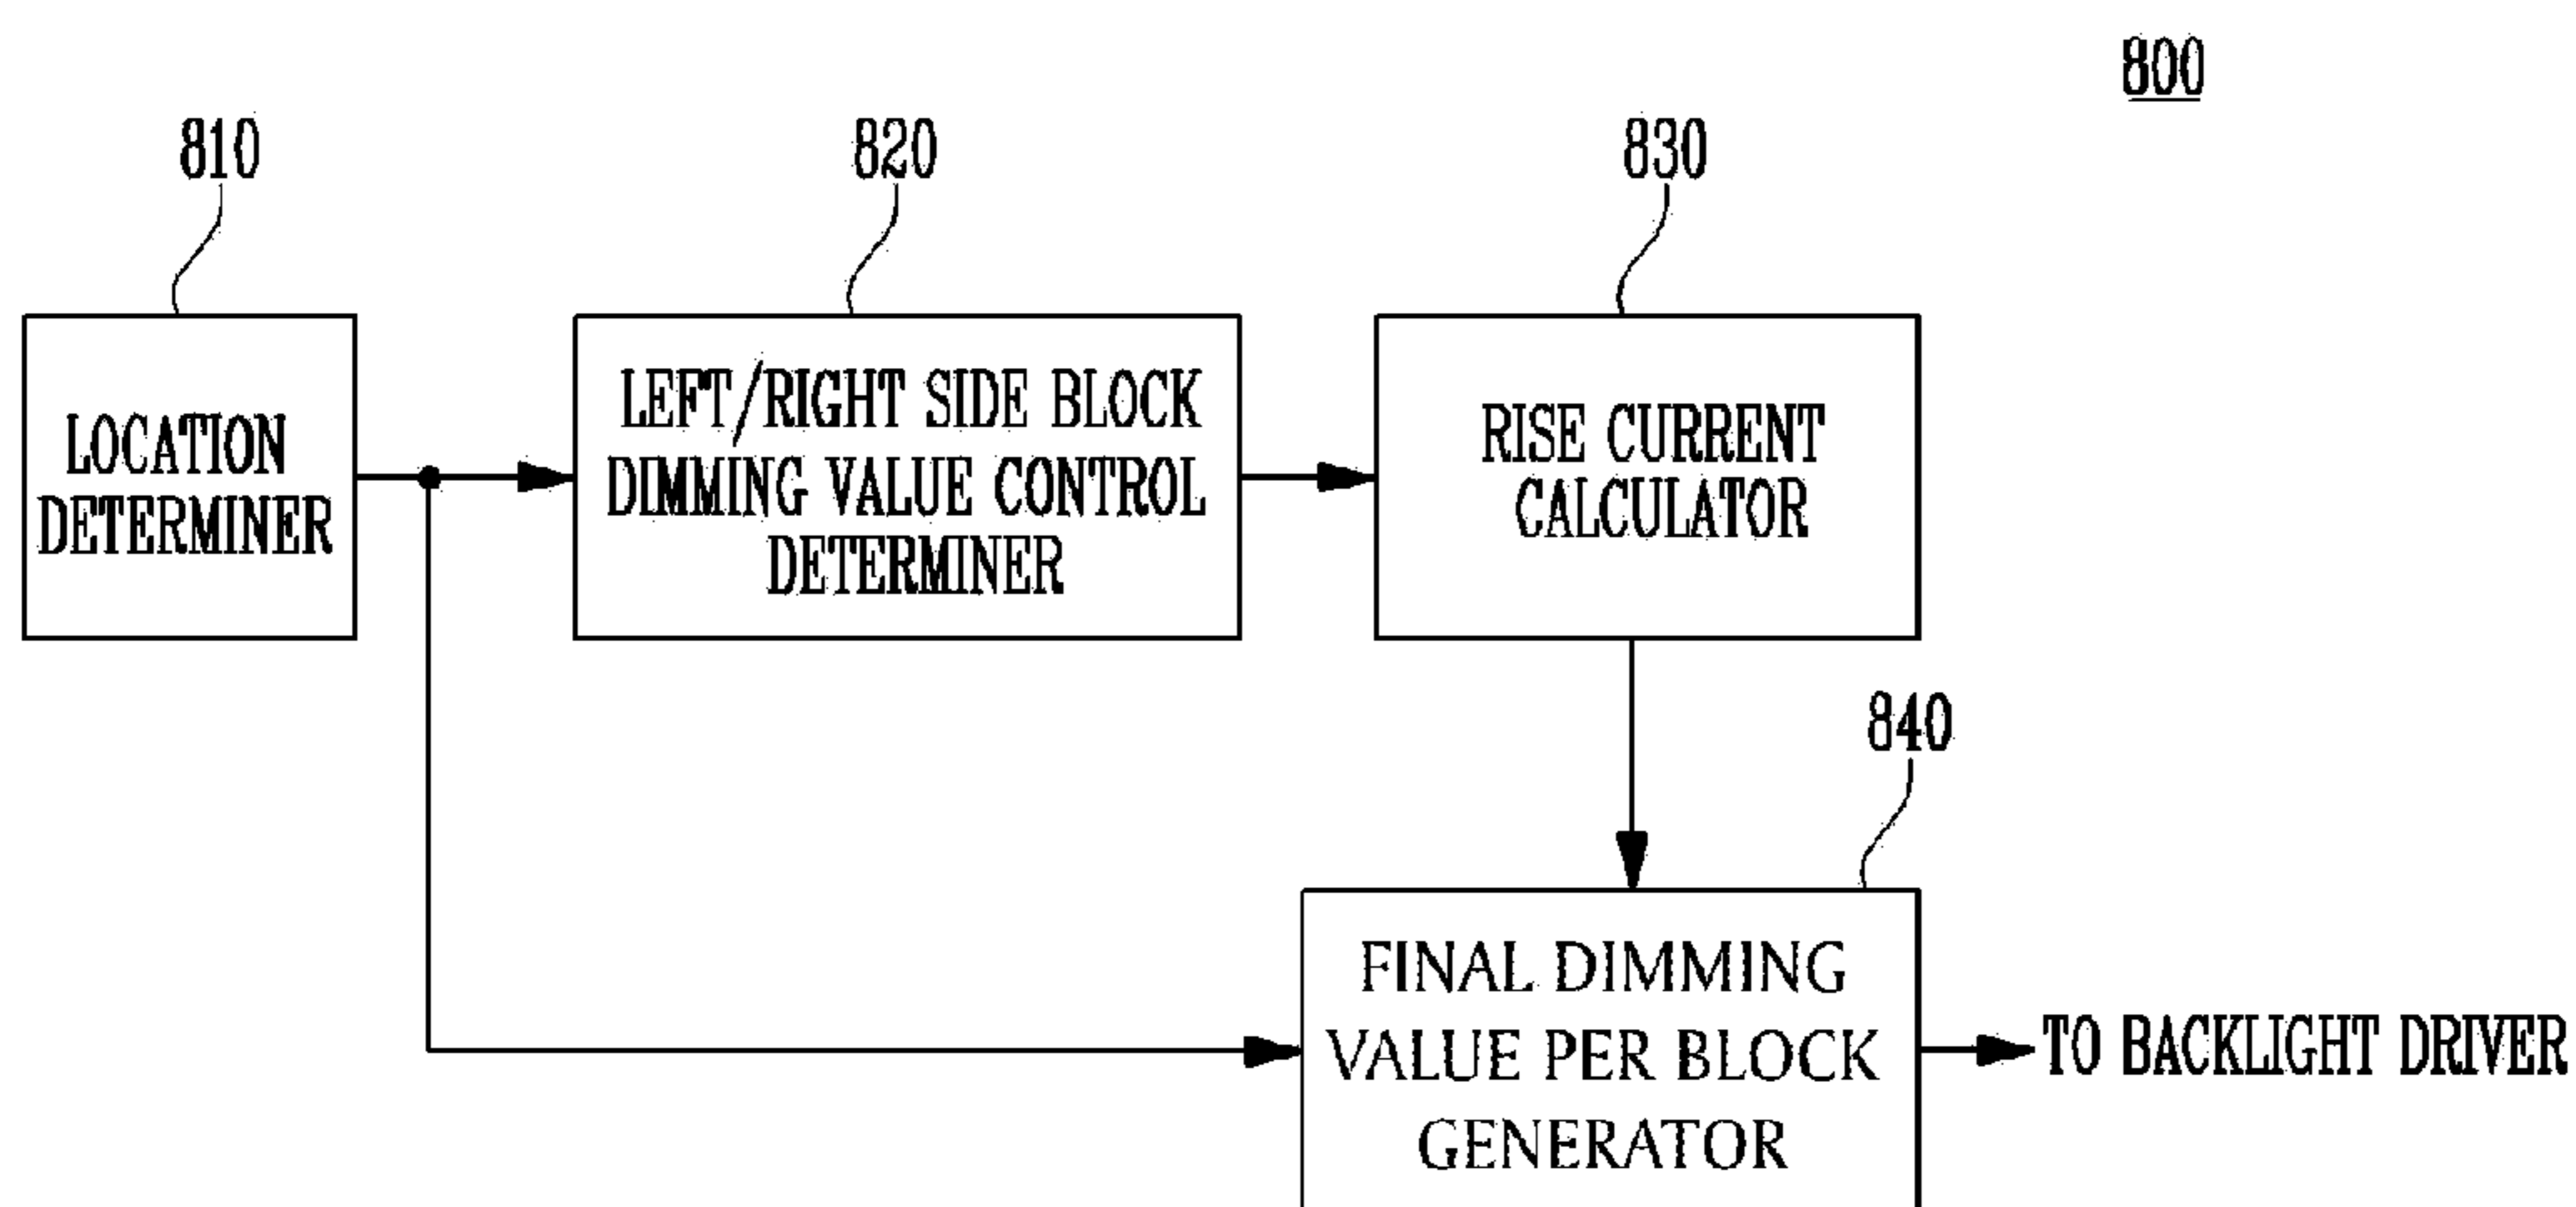 800
810
820
830
LOCATION
DETERMINER
LEFT/RIGHT SIDE BLOCK
DIMMING VALUE CONTROL
DETERMINER
RISE CURRENT
CALCULATOR
840
FINAL DIMMING
VALUE PER BLOCK
GENERATOR
TO BACKLIGHT DRIVER